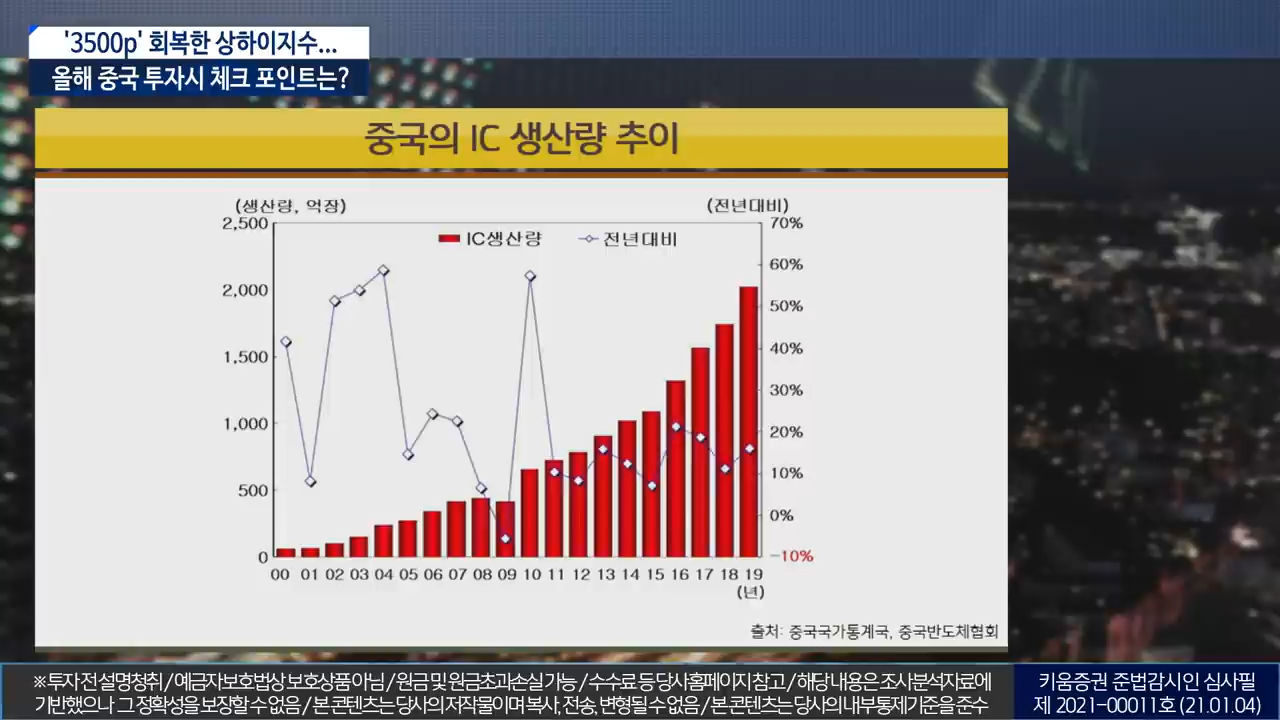 '3500p' 회복한 상하이지수...
올해 중국 투자시 체크 포인트는?
중국의 IC 생산량 추이
(생산량, 억장)
(전년대비)
IC생산량
전년대비
2,500
2,000
1,500
1,000
500
0
70%
60%
50%
40%
30%
20%
10%
0%
-10%
00 01 02 03 04 05 06 07 08 09 10 11 12 13 14 15 16 17 18 19
(년)
출처: 중국국가통계국, 중국반도체협회
※ 투자 전 설명청취 / 예금자보호법상 보호상품 아님 / 원금 및 원금초과손실 가능 / 수수료 등 당사홈페이지 참고 / 해당 내용은 조사분석자료에
기반했으나 그 정확성을 보장할 수 없음 / 본 콘텐츠는 당사의 저작물이며 복사, 전송, 변형될 수 없음 / 본 콘텐츠는 당사의 내부통제기준을 준수
키움증권 준법감시인 심사필
제 2021-00011호 (21.01.04)